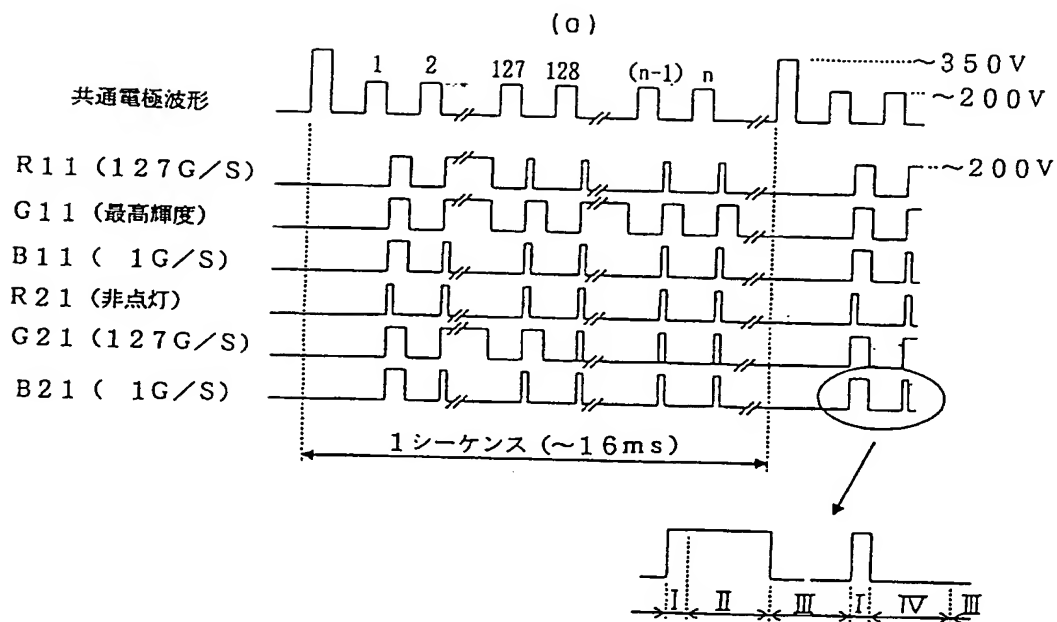 (a)
1 2 127 128 (n-1) n
~350V
共通電極波形
~200V
R11(127G/S)
~200V
G11(最高輝度)
B11( 1G/S)
R21(非点灯)
G21(127G/S)
B21( 1G/S)
1シーケンス(~16ms)
Ⅰ Ⅱ Ⅲ Ⅰ Ⅳ Ⅲ